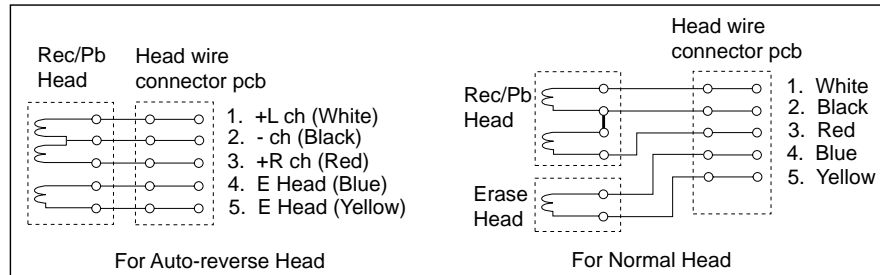 Rec/Pb
Head
Head wire
connector pcb
1. +L ch (White)
2. - ch (Black)
3. +R ch (Red)
4. E Head (Blue)
5. E Head (Yellow)
For Auto-reverse Head
Head wire
connector pcb
Rec/Pb
Head
1. White
2. Black
3. Red
4. Blue
5. Yellow
Erase
Head
For Normal Head